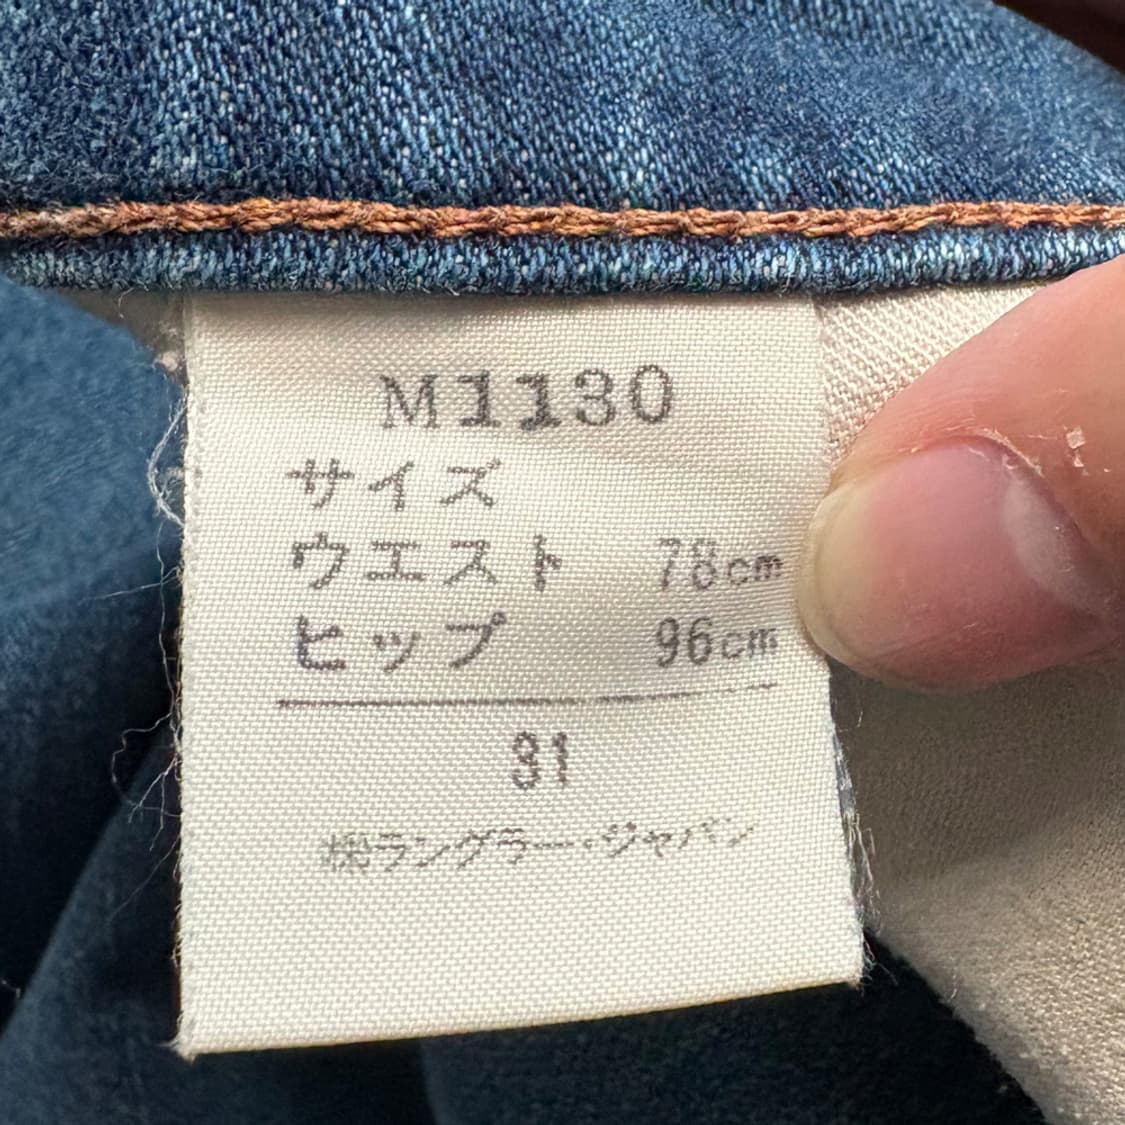 M1130
サイズ
ウエスト 78cm
ヒップ 96cm
31
㈱ラングラー・ジャパン